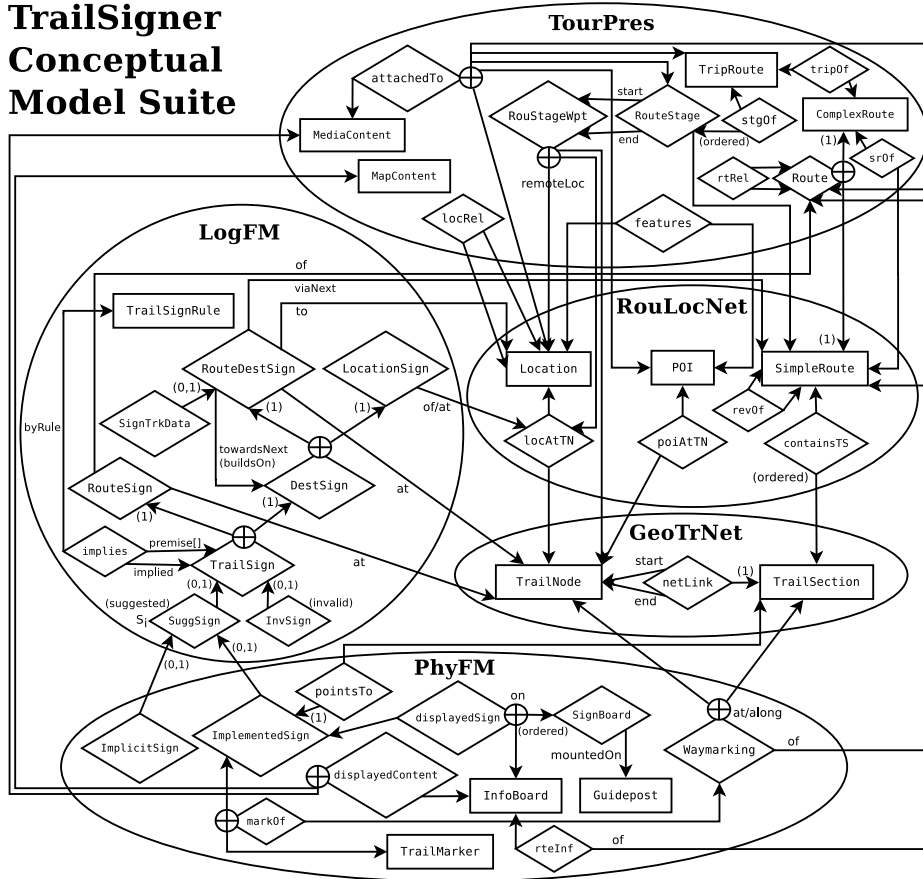 TrailSigner
Conceptual
Model Suite
TourPres
attachedTo
TripRoute
tripOf
MediaContent
RouStageWpt
start
RouteStage
end
stgOf
ComplexRoute
(ordered)
(1)
MapContent
remoteLoc
rtRel
Route
srOf
locRel
features
LogFM
of
viaNext
to
RouLocNet
TrailSignRule
(1)
RouteDestSign
LocationSign
Location
POI
SimpleRoute
(0,1)
(1)
(1)
of/at
revOf
SignTrkData
byRule
towardsNext
(buildsOn)
locAtTN
poiAtTN
containsTS
RouteSign
DestSign
at
(ordered)
(1)
(1)
GeoTrNet
premise[]
implies
implied
TrailSign
at
start
TrailNode
netLink
(1)
TrailSection
end
(0,1)
(0,1)
(suggested)
Si
SuggSign
InvSign
(invalid)
(0,1)
(0,1)
PhyFM
pointsTo
(1)
displayedSign
on
(ordered)
SignBoard
at/along
ImplicitSign
ImplementedSign
mountedOn
Waymarking
of
displayedContent
InfoBoard
Guidepost
markOf
TrailMarker
rteInf
of